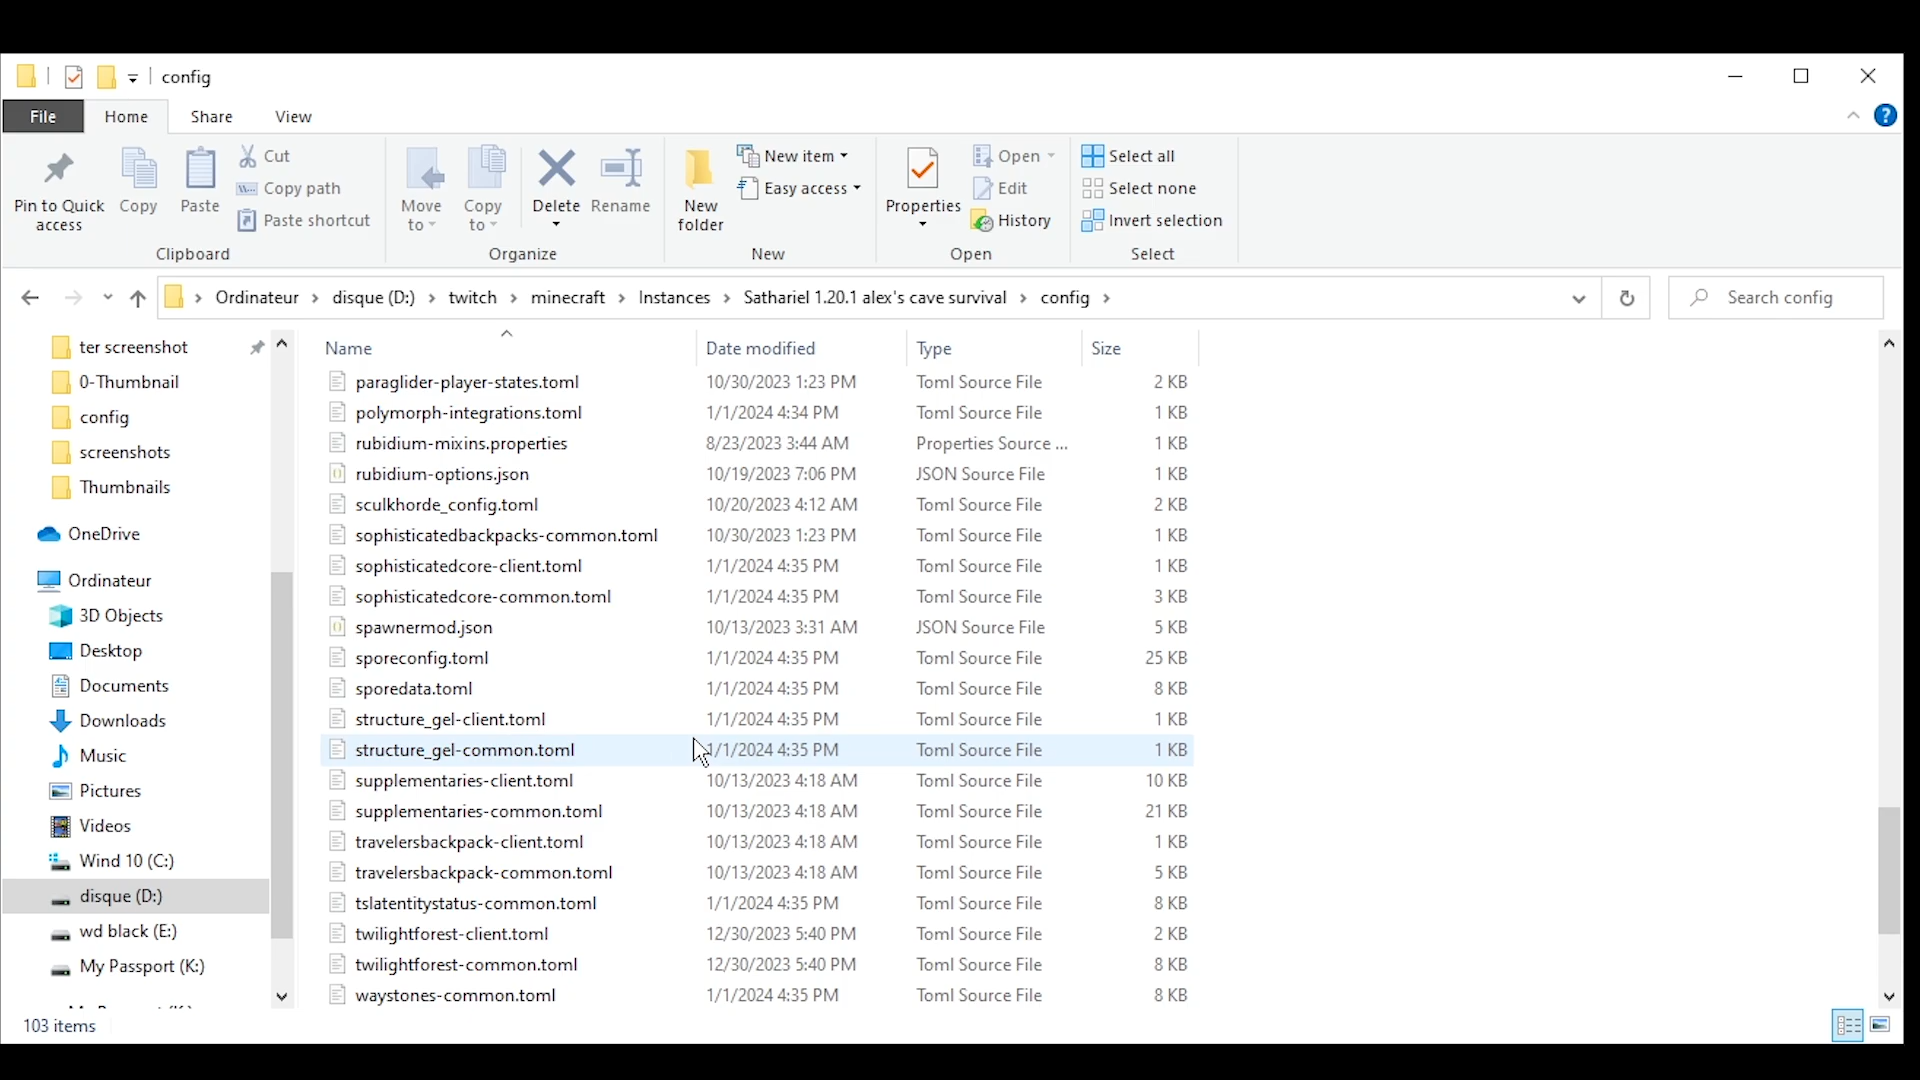 config
File Home Share View
Pin to Quick access Copy Paste Cut Copy path Paste shortcut
Move to Copy to Delete Rename
New folder New item Easy access
Properties Open Edit History
Select all Select none Invert selection
Clipboard Organize New Open Select
Ordinateur disque (D:) twitch minecraft Instances Sathariel 1.20.1 alex's cave survival config Search config
ter screenshot
0-Thumbnail
config
screenshots
Thumbnails
OneDrive
Ordinateur
3D Objects
Desktop
Documents
Downloads
Music
Pictures
Videos
Wind 10 (C:)
disque (D:)
wd black (E:)
My Passport (K:)
Name Date modified Type Size
paraglider-player-states.toml 10/30/2023 1:23 PM Toml Source File 2 KB
polymorph-integrations.toml 1/1/2024 4:34 PM Toml Source File 1 KB
rubidium-mixins.properties 8/23/2023 3:44 AM Properties Source ... 1 KB
rubidium-options.json 10/19/2023 7:06 PM JSON Source File 1 KB
sculkhorde_config.toml 10/20/2023 4:12 AM Toml Source File 2 KB
sophisticatedbackpacks-common.toml 10/30/2023 1:23 PM Toml Source File 1 KB
sophisticatedcore-client.toml 1/1/2024 4:35 PM Toml Source File 1 KB
sophisticatedcore-common.toml 1/1/2024 4:35 PM Toml Source File 3 KB
spawnermod.json 10/13/2023 3:31 AM JSON Source File 5 KB
sporeconfig.toml 1/1/2024 4:35 PM Toml Source File 25 KB
sporedata.toml 1/1/2024 4:35 PM Toml Source File 8 KB
structure_gel-client.toml 1/1/2024 4:35 PM Toml Source File 1 KB
structure_gel-common.toml 1/1/2024 4:35 PM Toml Source File 1 KB
supplementaries-client.toml 10/13/2023 4:18 AM Toml Source File 10 KB
supplementaries-common.toml 10/13/2023 4:18 AM Toml Source File 21 KB
travelersbackpack-client.toml 10/13/2023 4:18 AM Toml Source File 1 KB
travelersbackpack-common.toml 10/13/2023 4:18 AM Toml Source File 5 KB
tslatentitystatus-common.toml 1/1/2024 4:35 PM Toml Source File 8 KB
twilightforest-client.toml 12/30/2023 5:40 PM Toml Source File 2 KB
twilightforest-common.toml 12/30/2023 5:40 PM Toml Source File 8 KB
waystones-common.toml 1/1/2024 4:35 PM Toml Source File 8 KB
103 items